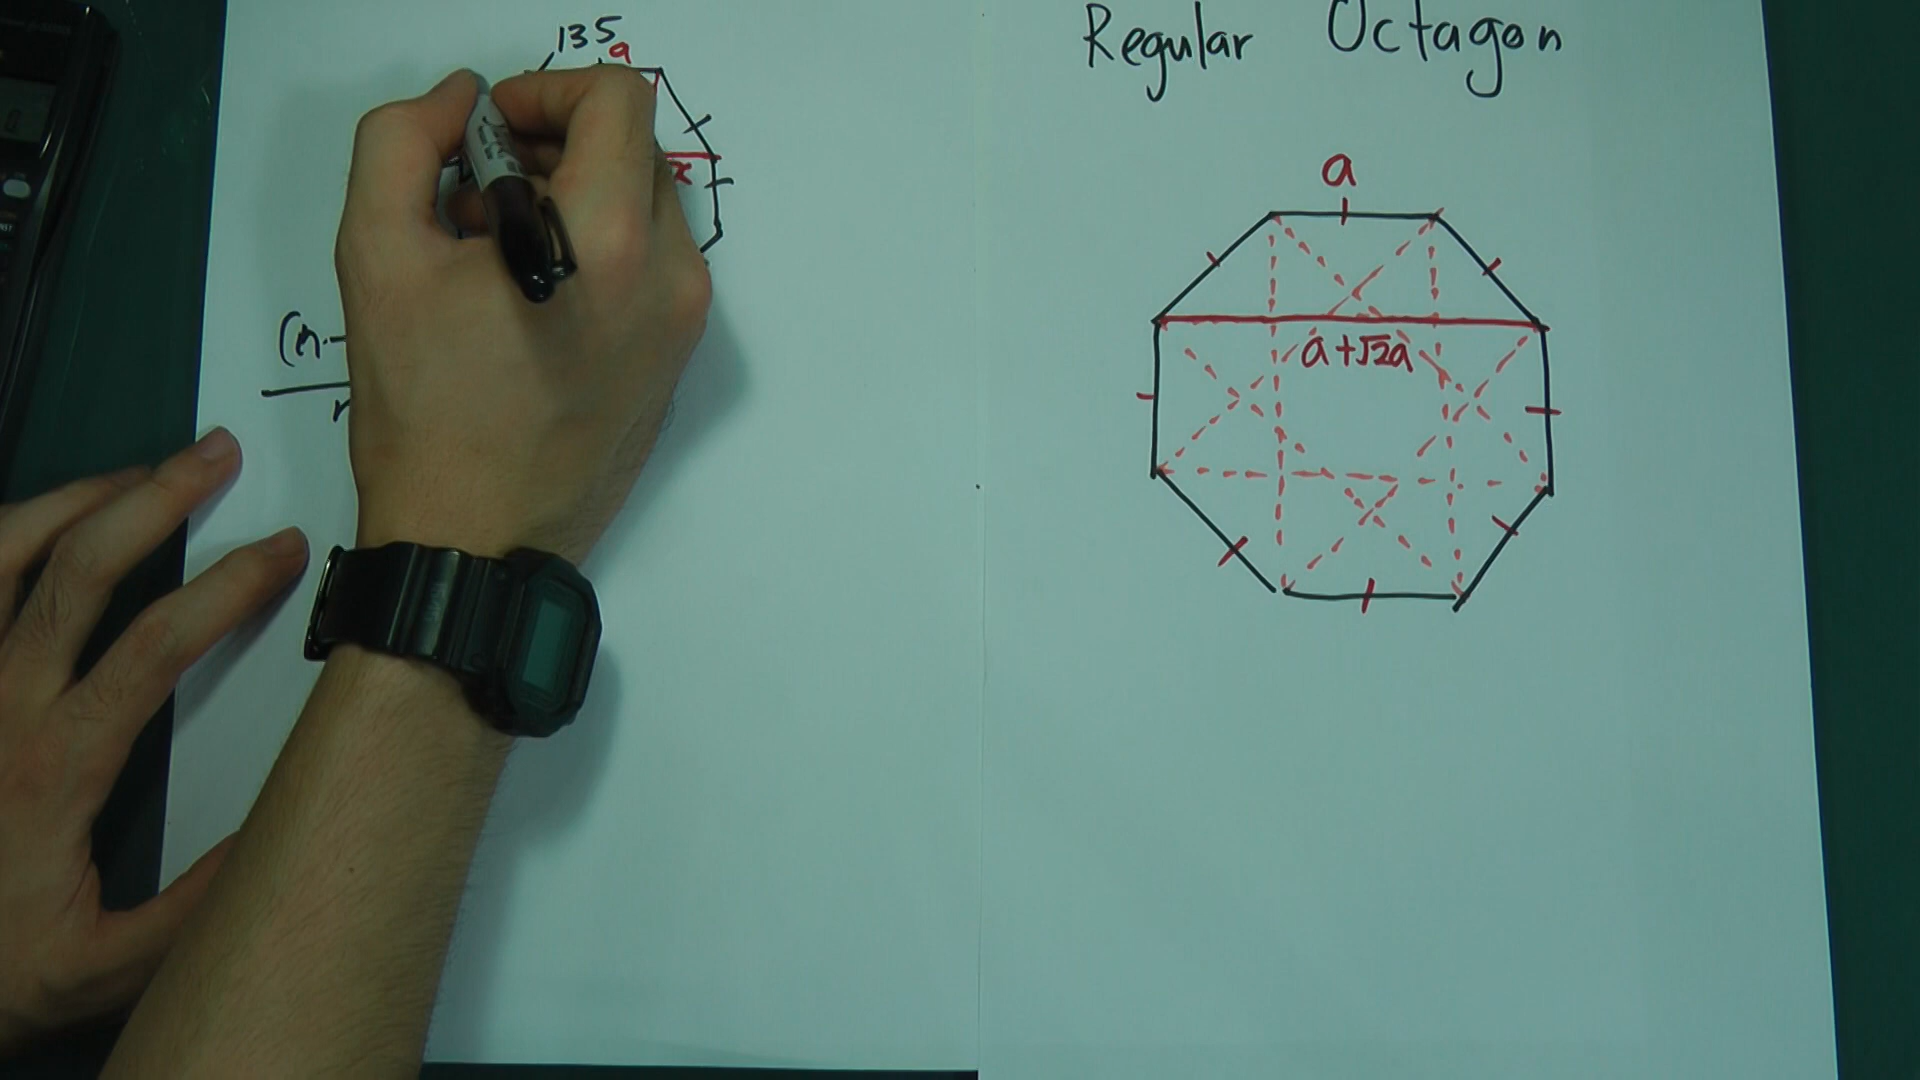 135
a
x
(n-
Regular Octagon
a
a+√2a